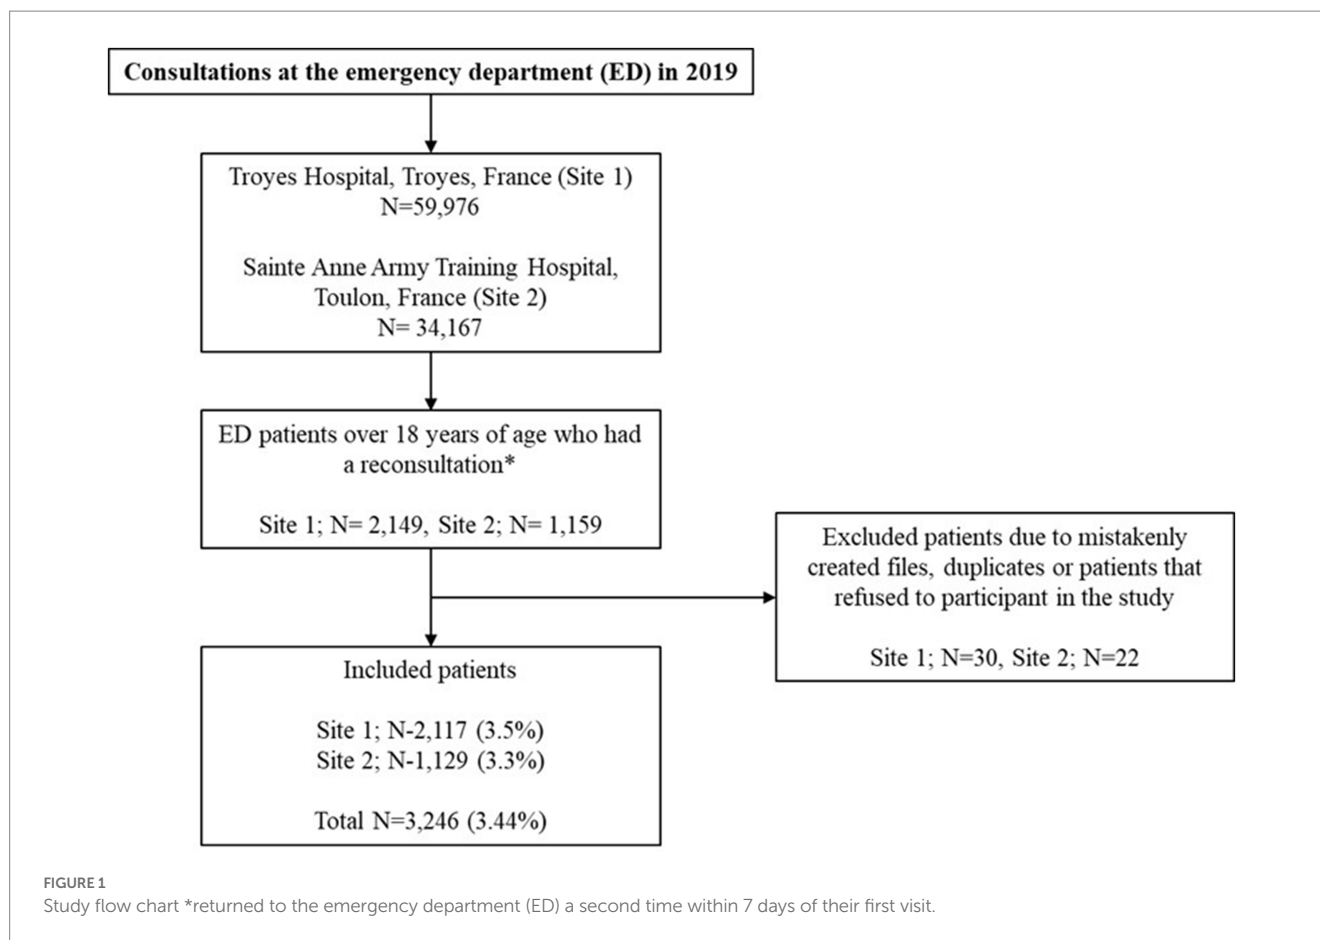 Consultations at the emergency department (ED) in 2019
Troyes Hospital, Troyes, France (Site 1)
N=59,976
Sainte Anne Army Training Hospital,
Toulon, France (Site 2)
N= 34,167
ED patients over 18 years of age who had
a reconsultation*
Site 1; N= 2,149, Site 2; N= 1,159
Excluded patients due to mistakenly
created files, duplicates or patients that
refused to participant in the study
Site 1; N=30, Site 2; N=22
Included patients
Site 1; N-2,117 (3.5%)
Site 2; N-1,129 (3.3%)
Total N=3,246 (3.44%)
FIGURE 1
Study flow chart *returned to the emergency department (ED) a second time within 7 days of their first visit.